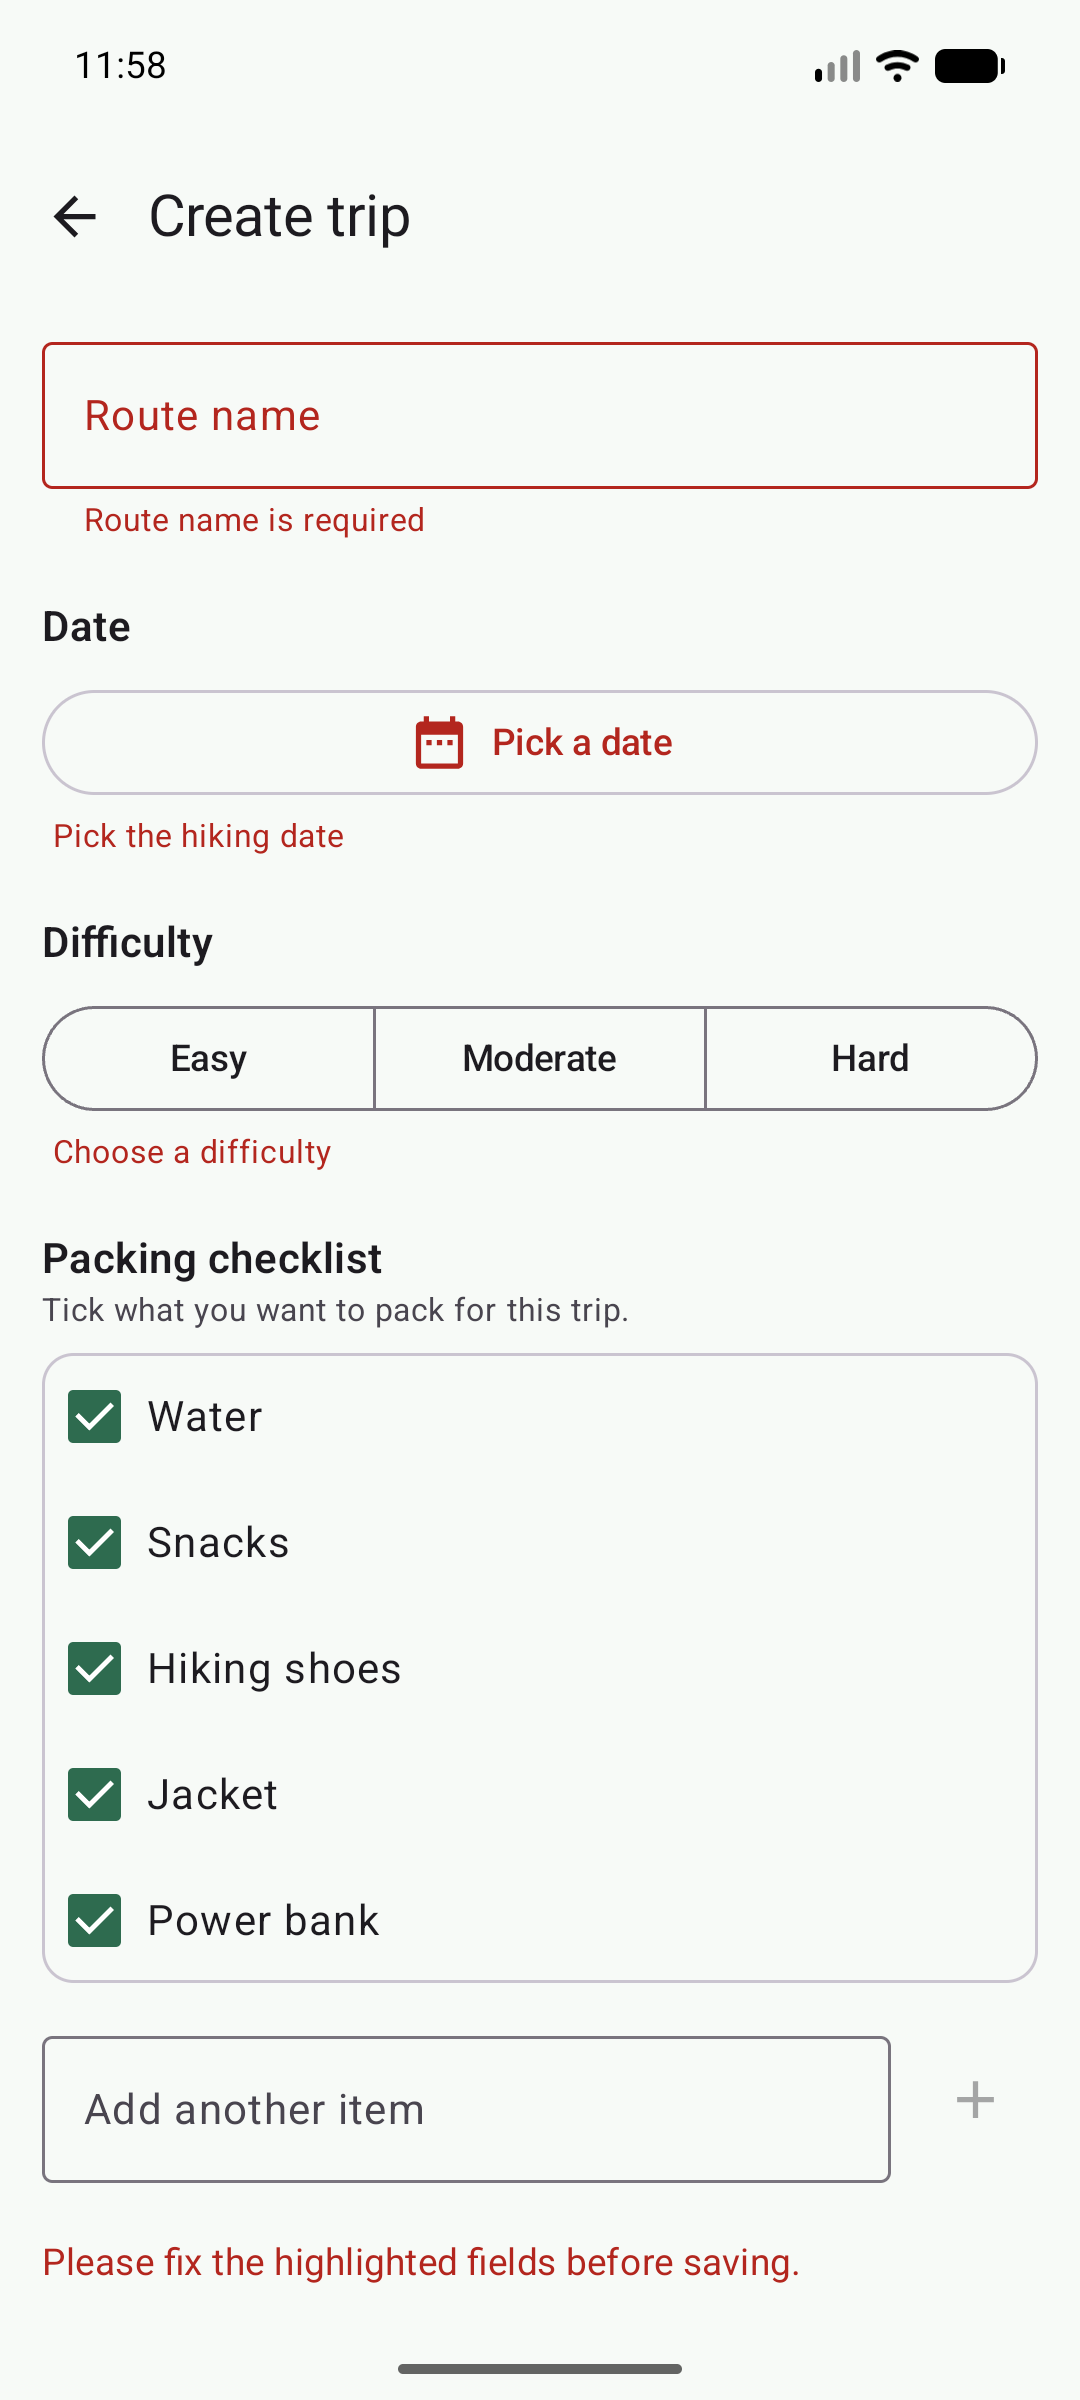 11:58
Create trip
Route name
Route name is required
Date
Pick a date
Pick the hiking date
Difficulty
Easy Moderate Hard
Choose a difficulty
Packing checklist
Tick what you want to pack for this trip.
Water
Snacks
Hiking shoes
Jacket
Power bank
Add another item
Please fix the highlighted fields before saving.